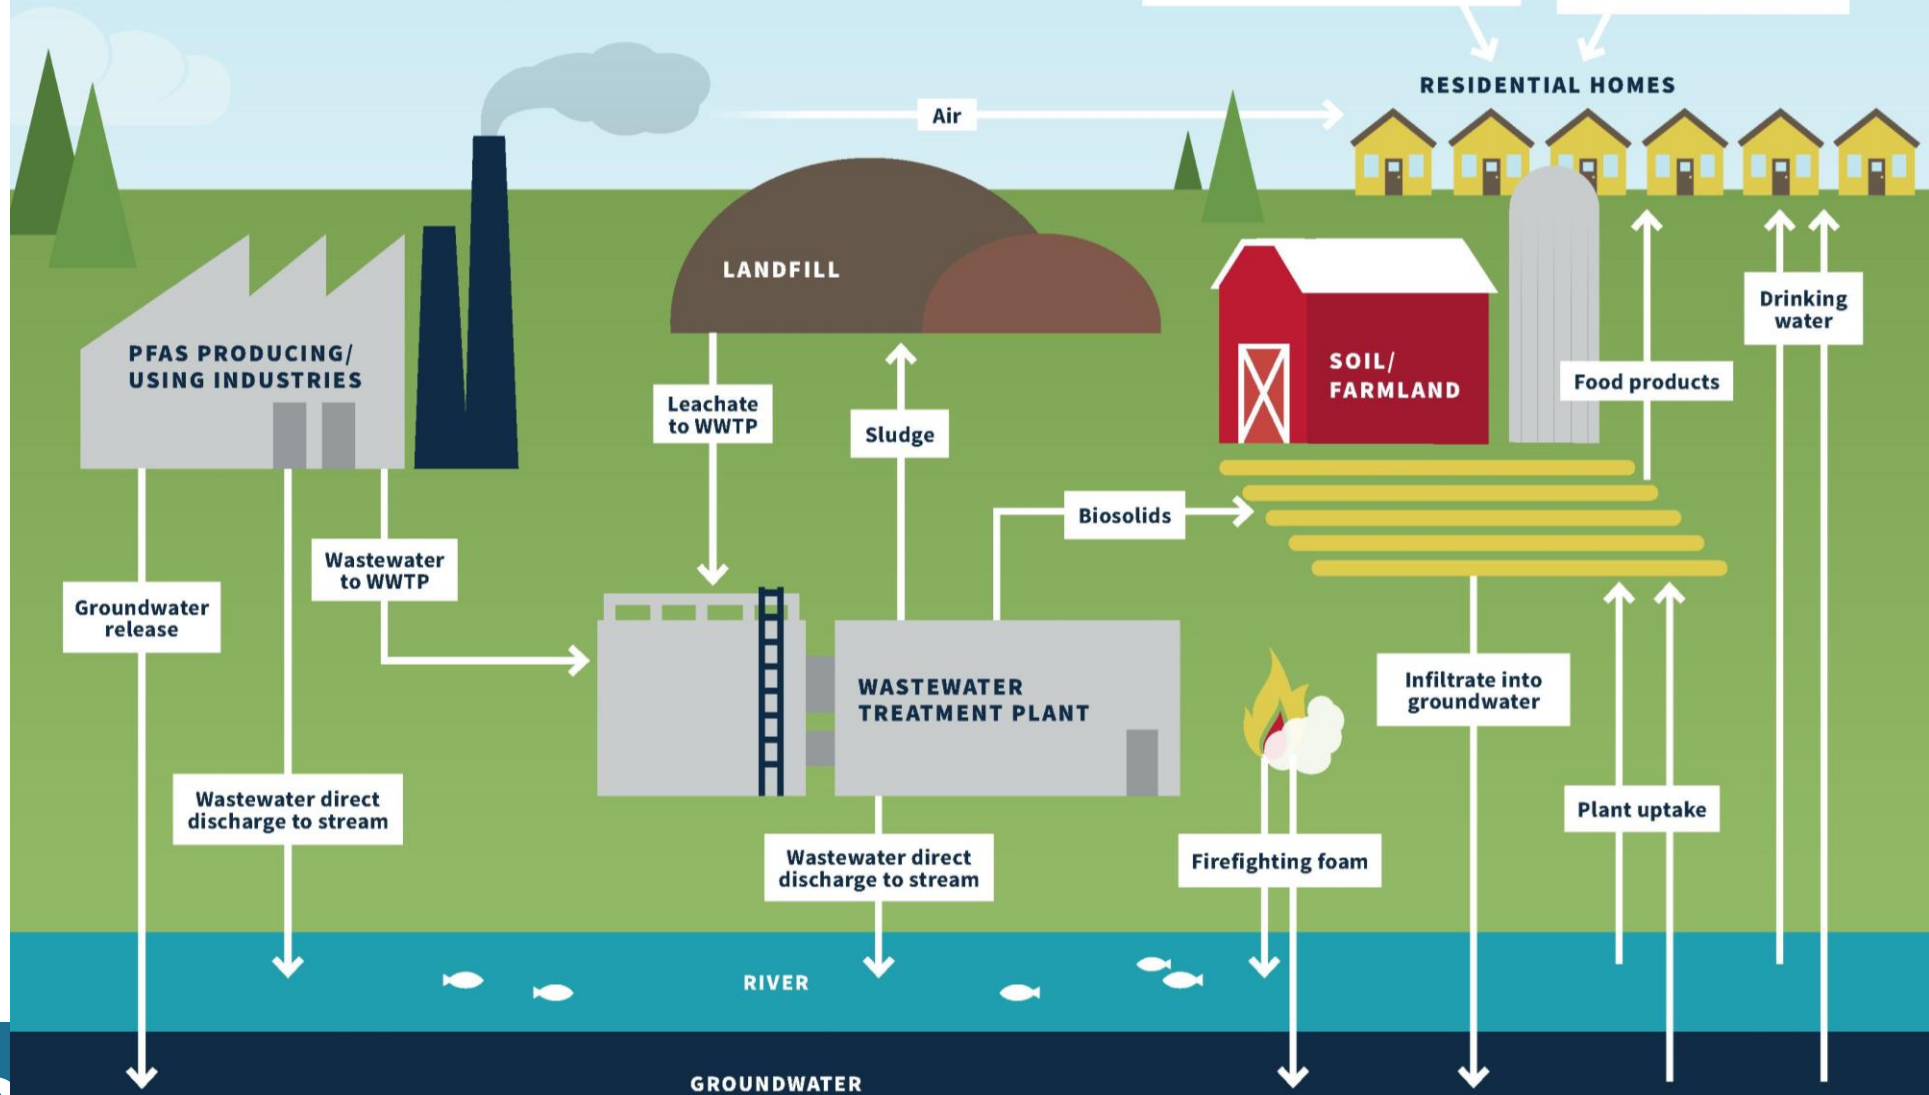 RESIDENTIAL HOMES
Air
LANDFILL
PFAS PRODUCING/
USING INDUSTRIES
Drinking
water
SOIL/
FARMLAND
Food products
Leachate
to WWTP
Sludge
Biosolids
Wastewater
to WWTP
Groundwater
release
WASTEWATER
TREATMENT PLANT
Infiltrate into
groundwater
Wastewater direct
discharge to stream
Plant uptake
Wastewater direct
discharge to stream
Firefighting foam
RIVER
GROUNDWATER